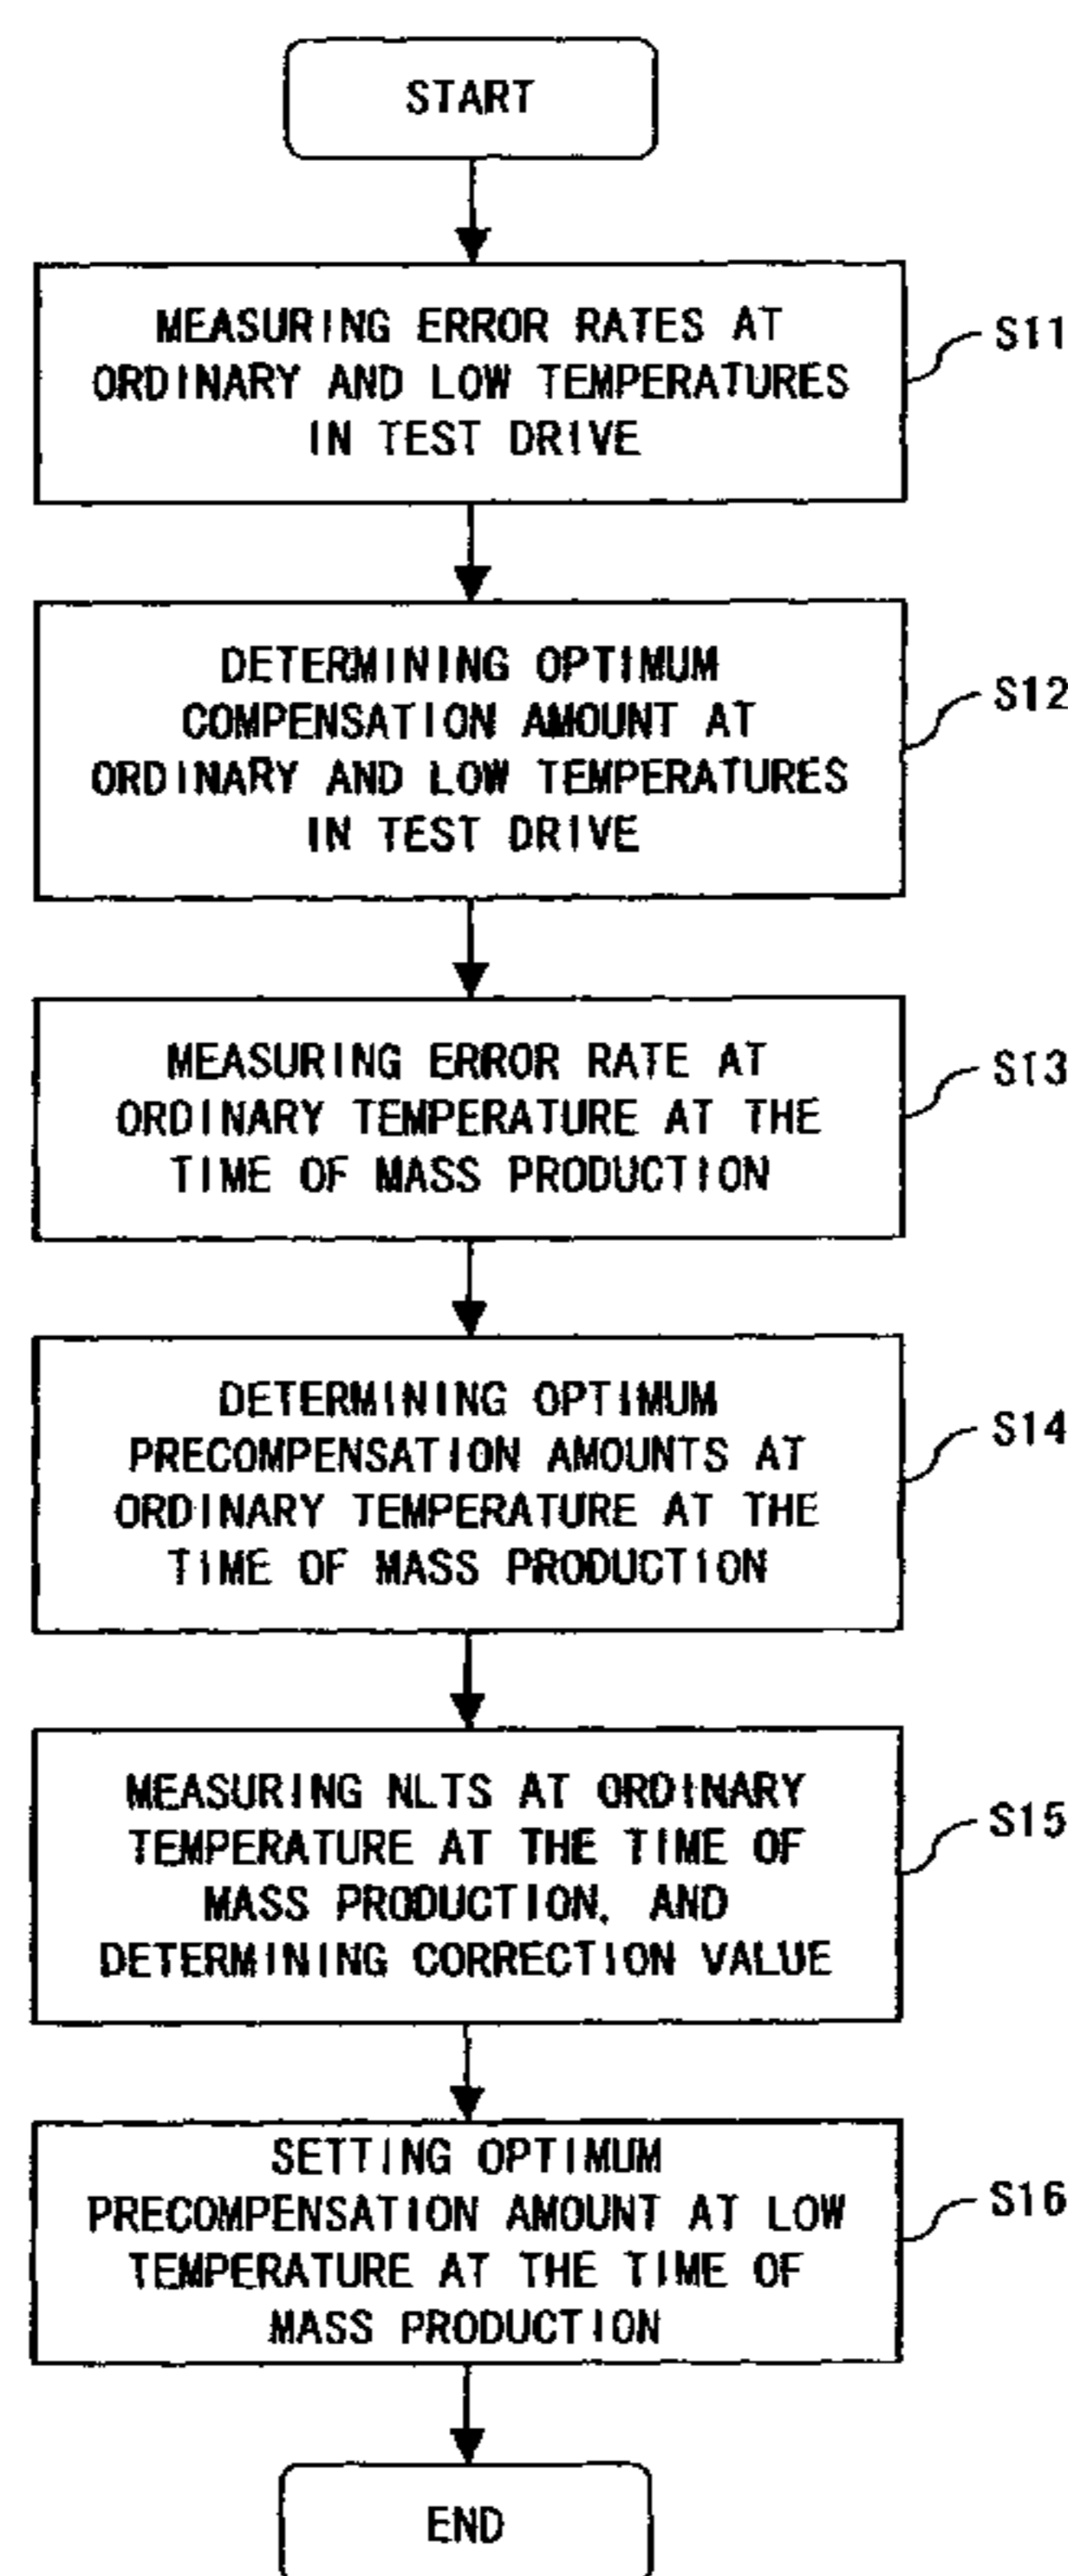 START
MEASURING ERROR RATES AT
ORDINARY AND LOW TEMPERATURES
IN TEST DRIVE
S11
DETERMINING OPTIMUM
COMPENSATION AMOUNT AT
ORDINARY AND LOW TEMPERATURES
IN TEST DRIVE
S12
MEASURING ERROR RATE AT
ORDINARY TEMPERATURE AT THE
TIME OF MASS PRODUCTION
S13
DETERMINING OPTIMUM
PRECOMPENSATION AMOUNTS AT
ORDINARY TEMPERATURE AT THE
TIME OF MASS PRODUCTION
S14
MEASURING NLTS AT ORDINARY
TEMPERATURE AT THE TIME OF
MASS PRODUCTION, AND
DETERMINING CORRECTION VALUE
S15
SETTING OPTIMUM
PRECOMPENSATION AMOUNT AT LOW
TEMPERATURE AT THE TIME OF
MASS PRODUCTION
S16
END